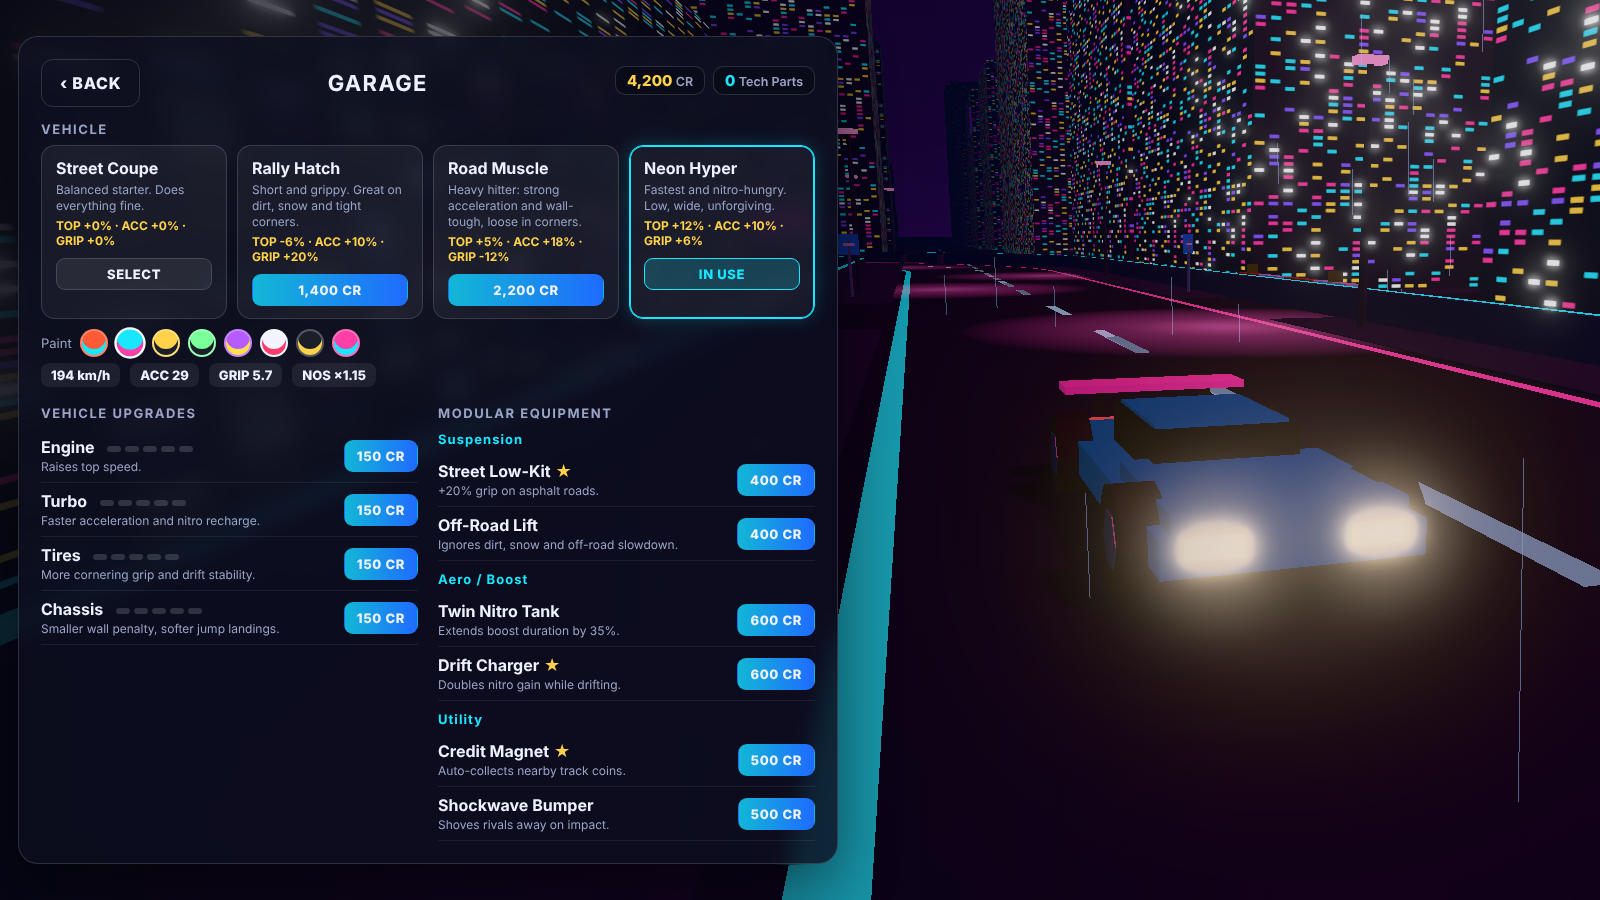 ‹ BACK
GARAGE
4,200 CR
0 Tech Parts
VEHICLE
Street Coupe
Balanced starter. Does
everything fine.
TOP +0% · ACC +0% ·
GRIP +0%
SELECT
Rally Hatch
Short and grippy. Great on
dirt, snow and tight
corners.
TOP -6% · ACC +10% ·
GRIP +20%
1,400 CR
Road Muscle
Heavy hitter: strong
acceleration and wall-
tough, loose in corners.
TOP +5% · ACC +18% ·
GRIP -12%
2,200 CR
Neon Hyper
Fastest and nitro-hungry.
Low, wide, unforgiving.
TOP +12% · ACC +10% ·
GRIP +6%
IN USE
Paint
194 km/h
ACC 29
GRIP 5.7
NOS ×1.15
VEHICLE UPGRADES
Engine
Raises top speed.
150 CR
Turbo
Faster acceleration and nitro recharge.
150 CR
Tires
More cornering grip and drift stability.
150 CR
Chassis
Smaller wall penalty, softer jump landings.
150 CR
MODULAR EQUIPMENT
Suspension
Street Low-Kit ★
+20% grip on asphalt roads.
400 CR
Off-Road Lift
Ignores dirt, snow and off-road slowdown.
400 CR
Aero / Boost
Twin Nitro Tank
Extends boost duration by 35%.
600 CR
Drift Charger ★
Doubles nitro gain while drifting.
600 CR
Utility
Credit Magnet ★
Auto-collects nearby track coins.
500 CR
Shockwave Bumper
Shoves rivals away on impact.
500 CR